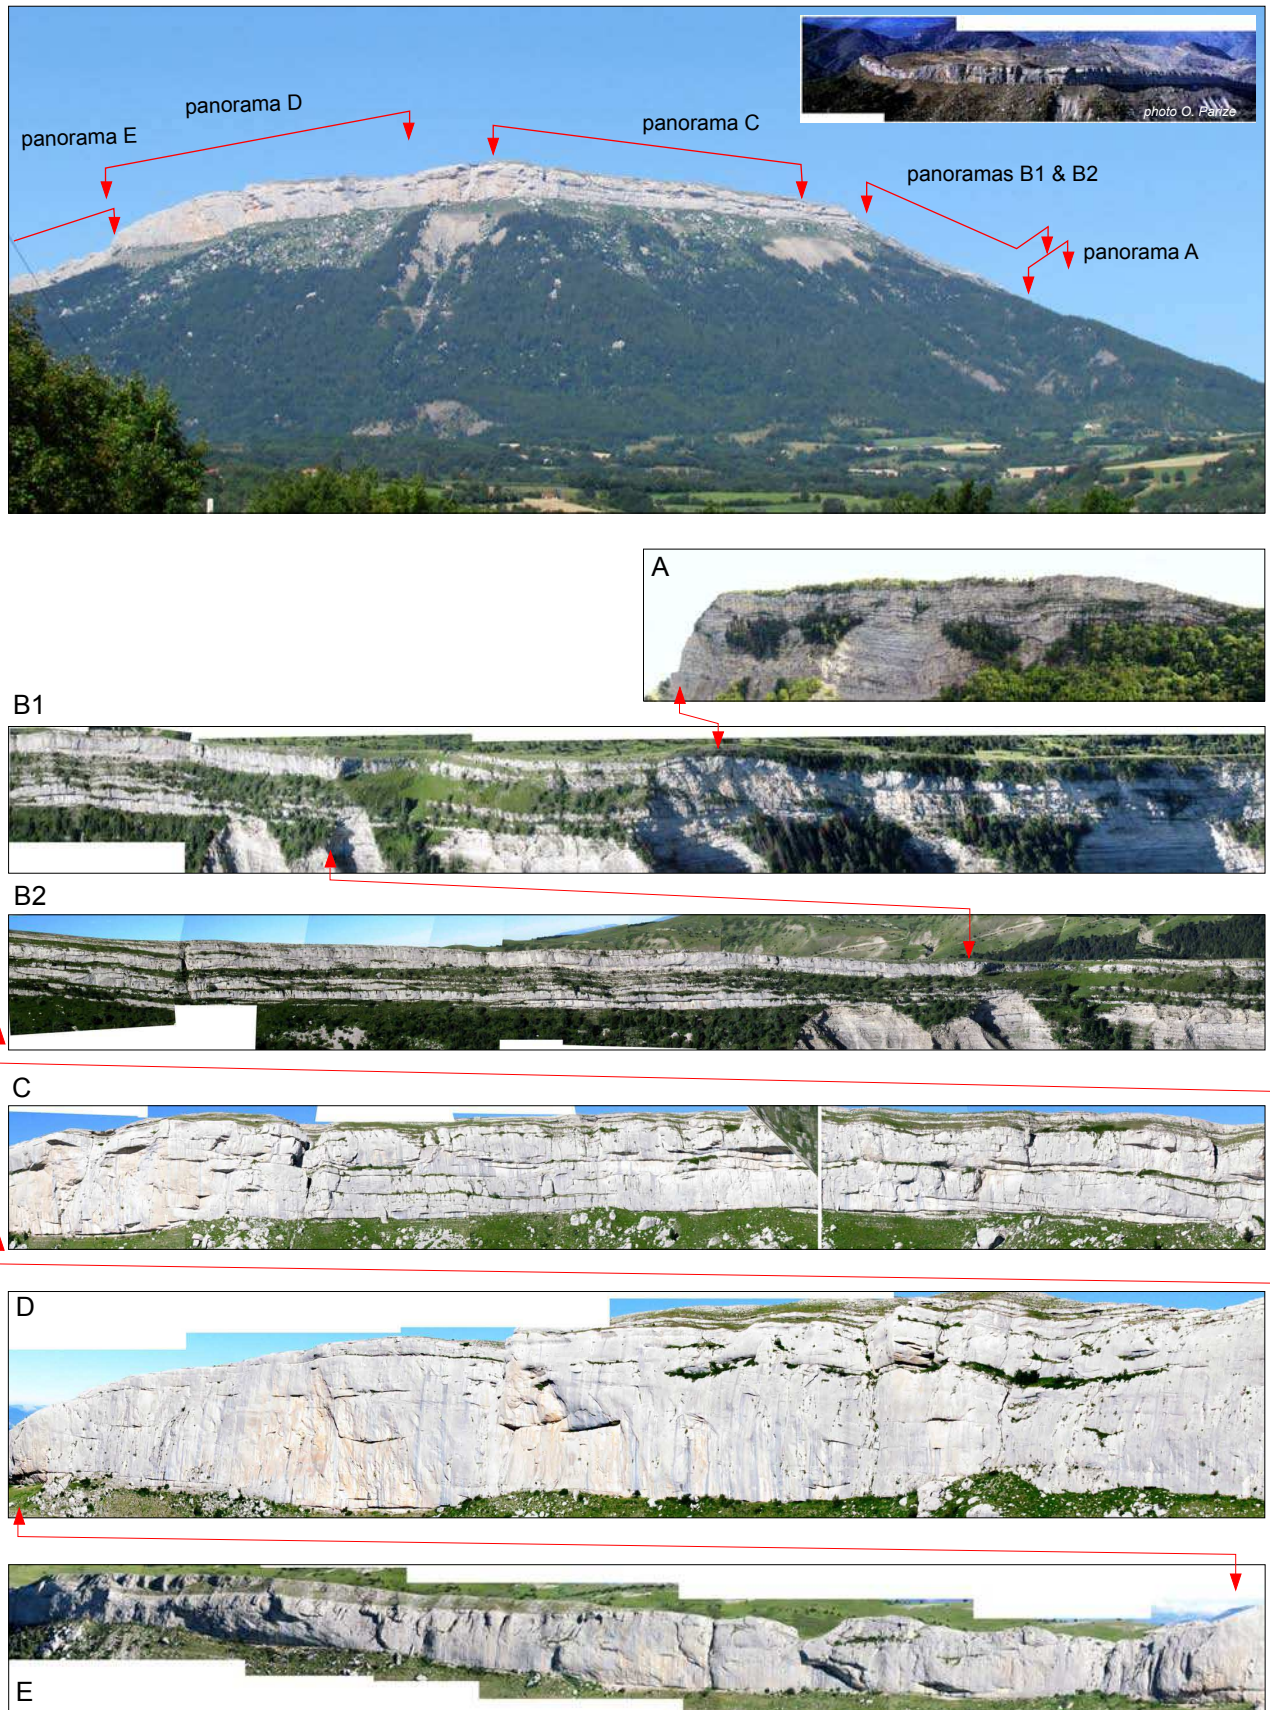 photo O. Parize
panorama D
panorama C
panorama E
panoramas B1 & B2
panorama A
A
B1
B2
C
D
E